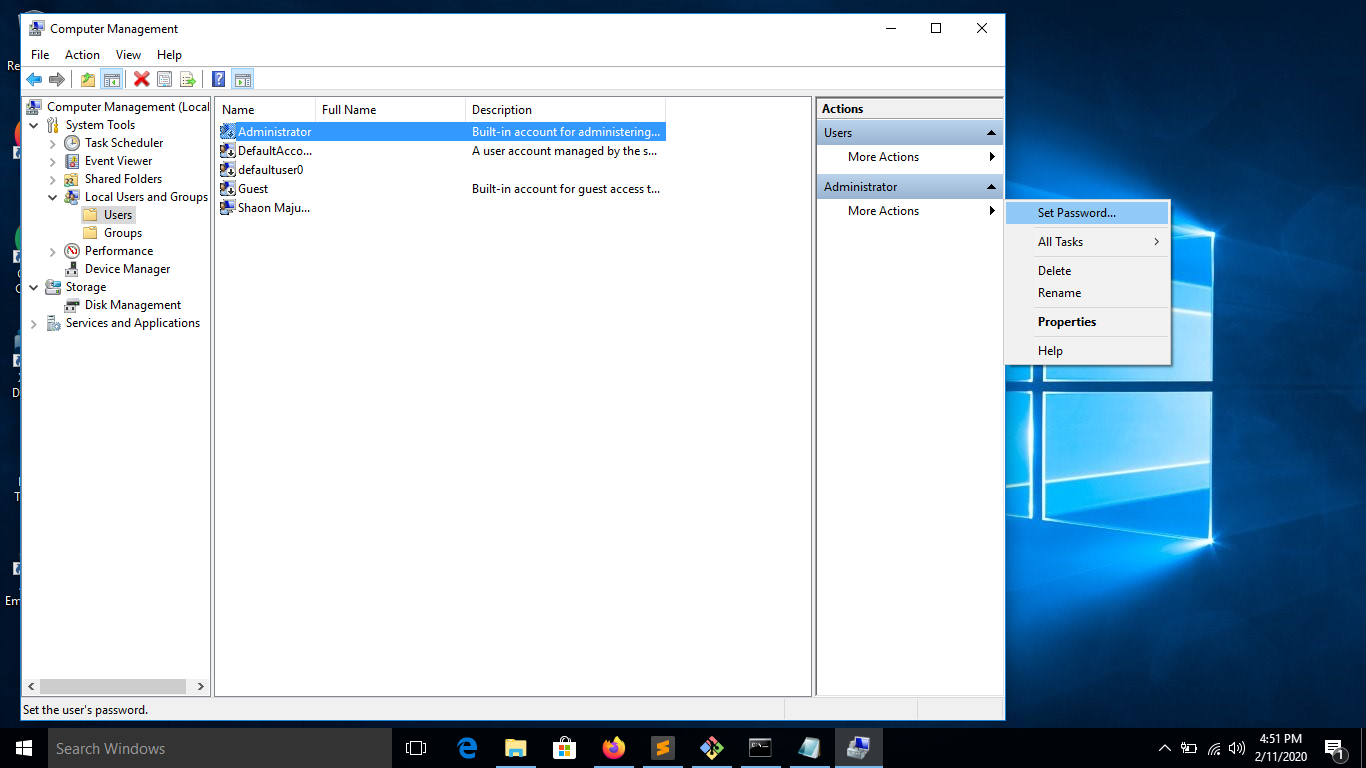 Computer Management
File Action View Help
Computer Management (Local
System Tools
Task Scheduler
Event Viewer
Shared Folders
Local Users and Groups
Users
Groups
Performance
Device Manager
Storage
Disk Management
Services and Applications
Name Full Name Description
Administrator Built-in account for administering...
DefaultAcco... A user account managed by the s...
defaultuser0
Guest Built-in account for guest access t...
Shaon Maju...
Actions
Users
More Actions
Administrator
More Actions
Set Password...
All Tasks
Delete
Rename
Properties
Help
Set the user's password.
Search Windows
4:51 PM
2/11/2020
1